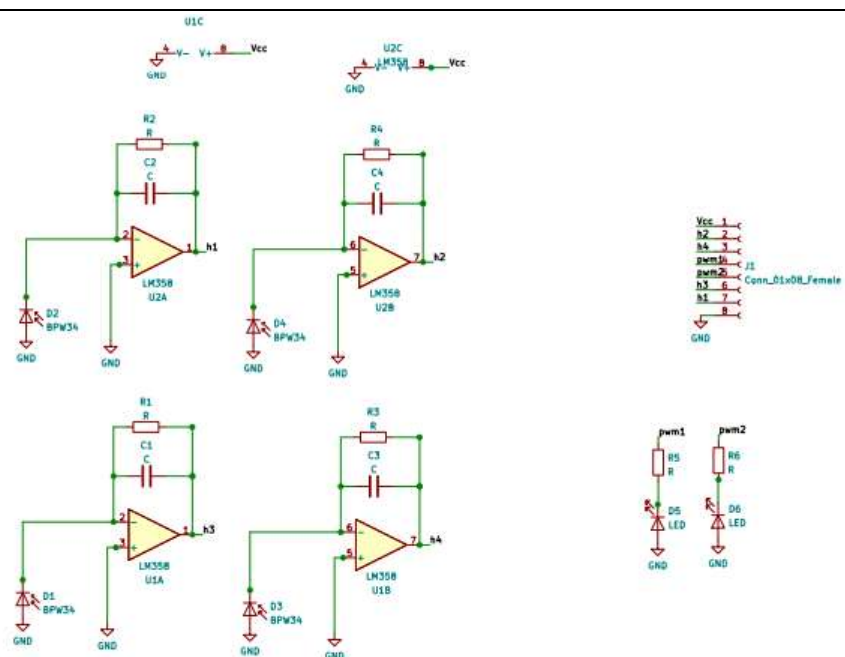 U1C
4 V- V+ 8 Vcc
GND
U2C
LM358
4 V- V+ 8 Vcc
GND
R2
R
C2
C
2 -
3 +
1 h1
LM358
U2A
D2
BPW34
GND
GND
R4
R
C4
C
6 -
5 +
7 h2
LM358
U2B
D4
BPW34
GND
GND
Vcc 1
h2 2
h4 3
pwm1 4
pwm2 5
h3 6
h1 7
8
GND
J1
Conn_01x08_Female
R1
R
C1
C
2 -
3 +
1 h3
LM358
U1A
D1
BPW34
GND
GND
R3
R
C3
C
6 -
5 +
7 h4
LM358
U1B
D3
BPW34
GND
GND
pwm1
R5
R
D5
LED
GND
pwm2
R6
R
D6
LED
GND